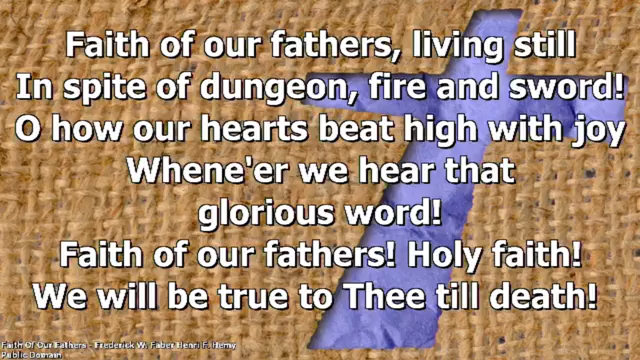 Faith of our fathers, living still
In spite of dungeon, fire and sword!
O how our hearts beat high with joy
Whene'er we hear that
glorious word!
Faith of our fathers! Holy faith!
We will be true to Thee till death!
Faith Of Our Fathers - Frederick W. Faber Henri F. Hemy
Public Domain